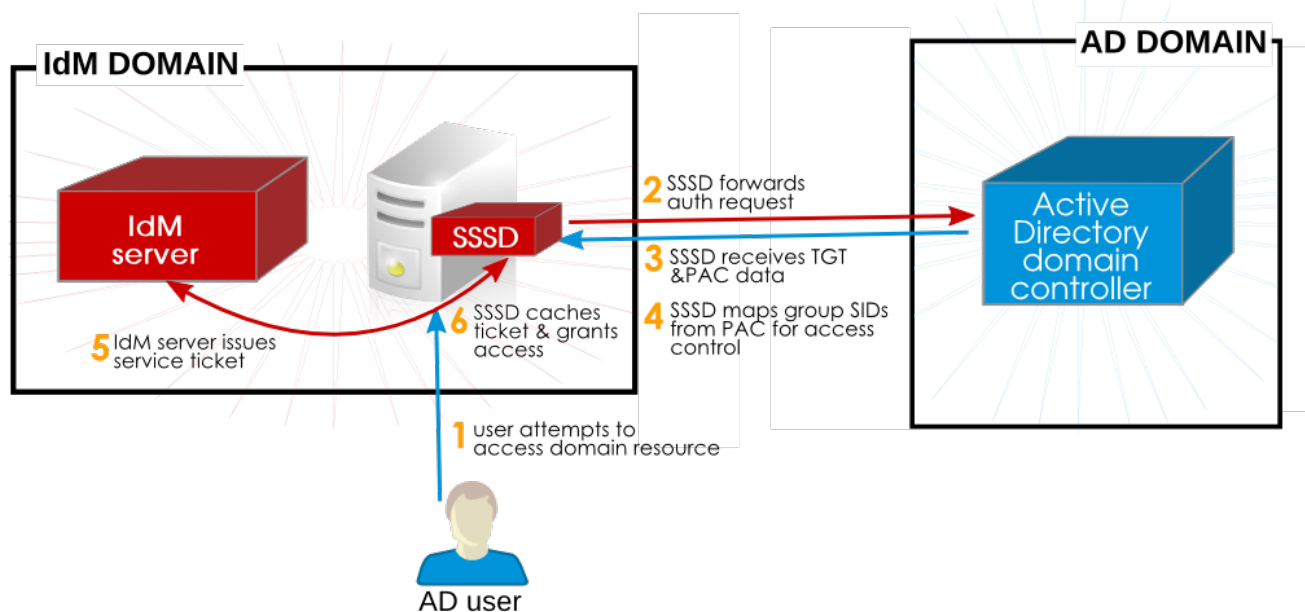 IdM DOMAIN
AD DOMAIN
IdM
server
SSSD
Active
Directory
domain
controller
2 SSSD forwards
auth request
3 SSSD receives TGT
&PAC data
4 SSSD maps group SIDs
from PAC for access
control
5 IdM server issues
service ticket
6 SSSD caches
ticket & grants
access
1 user attempts to
access domain resource
AD user